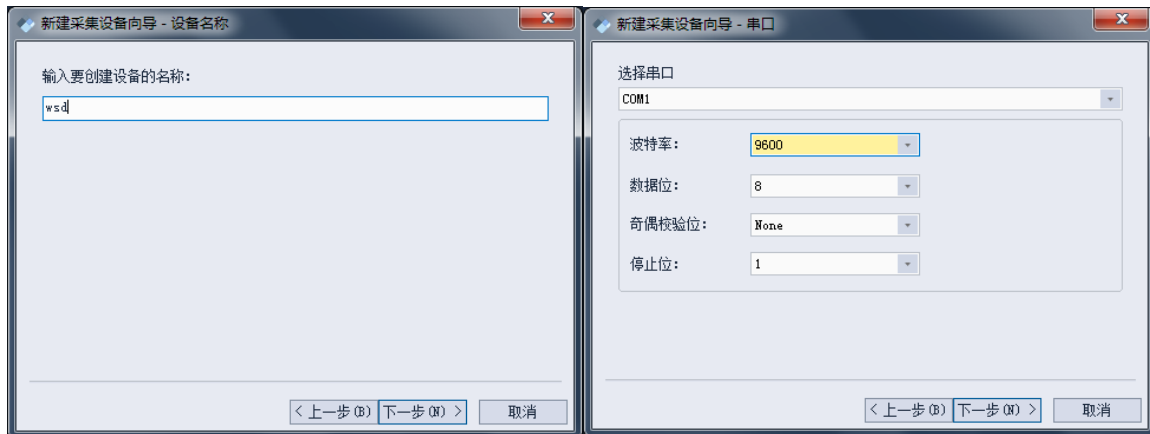 新建采集设备向导 - 设备名称
输入要创建设备的名称:
wsd
< 上一步(B) 下一步(N) > 取消
新建采集设备向导 - 串口
选择串口
COM1
波特率: 9600
数据位: 8
奇偶校验位: None
停止位: 1
< 上一步(B) 下一步(N) > 取消